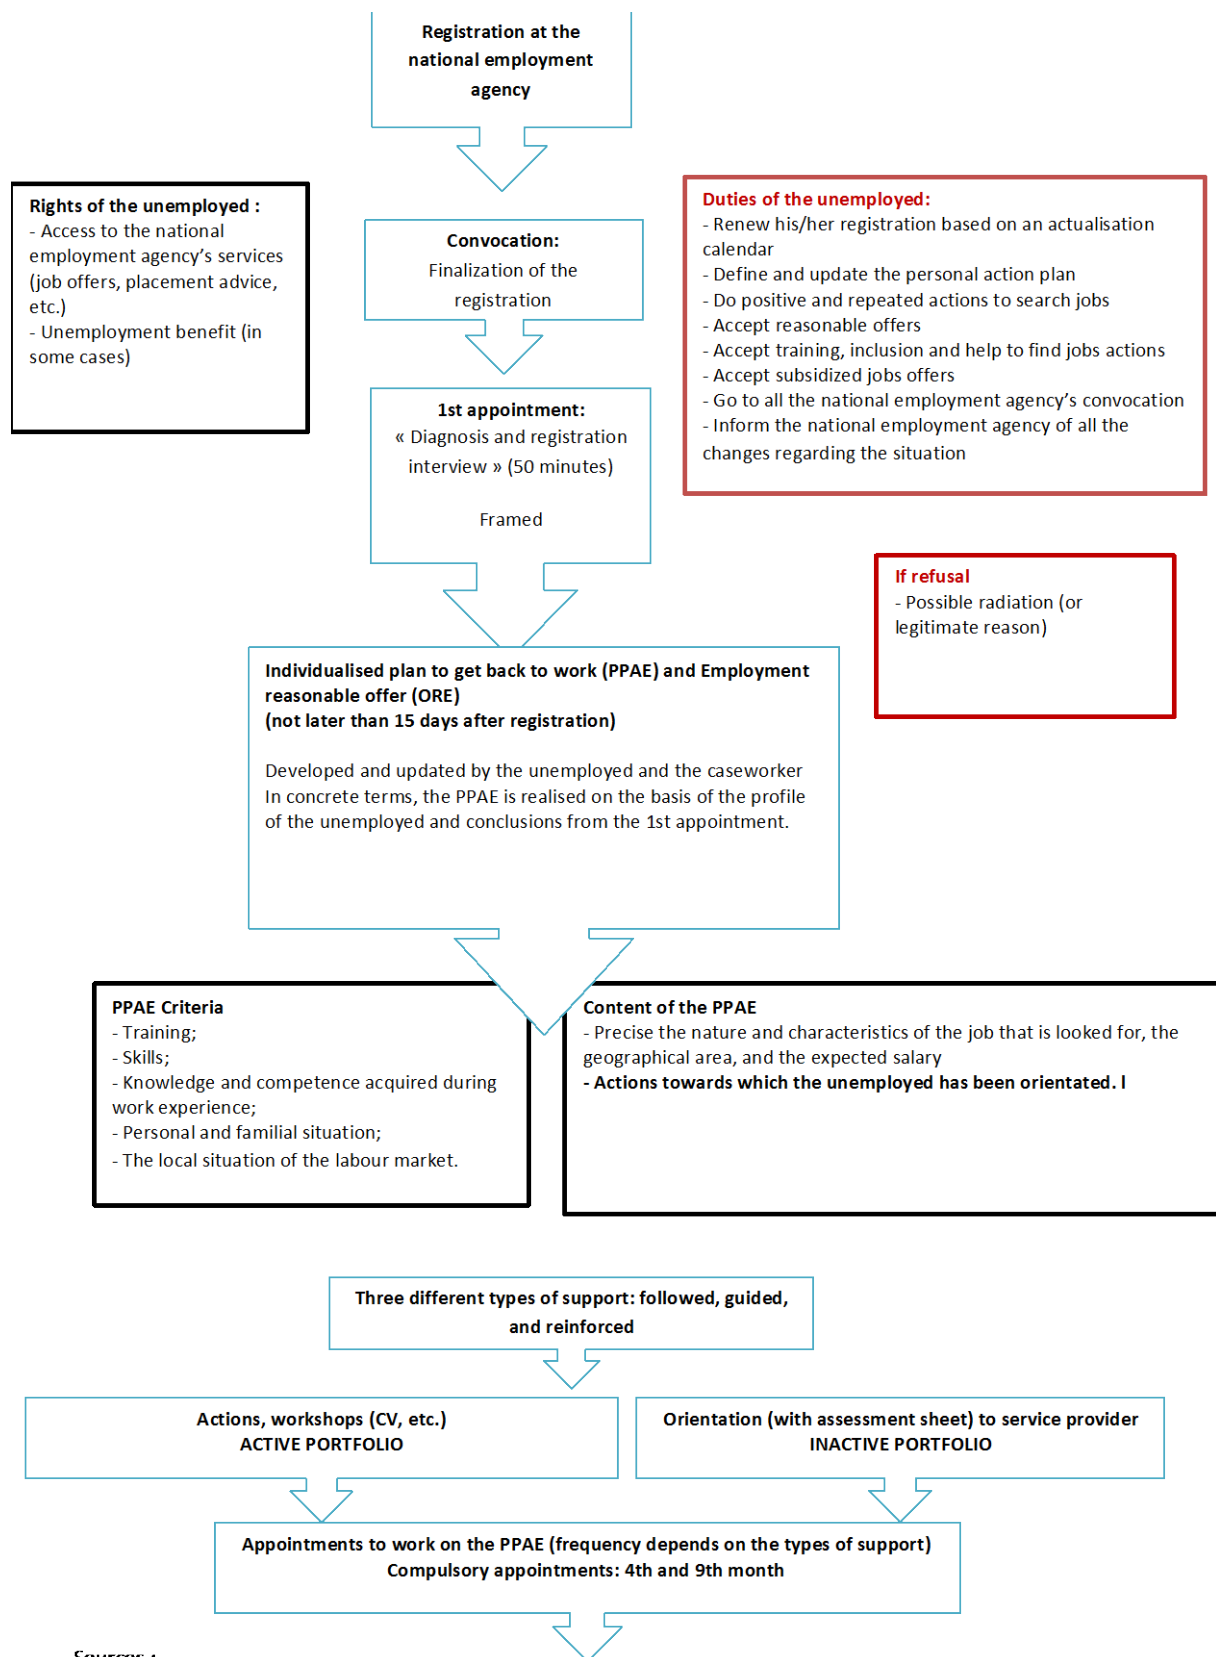 Registration at the
national employment
agency
Rights of the unemployed :
- Access to the national
employment agency’s services
(job offers, placement advice,
etc.)
- Unemployment benefit (in
some cases)
Convocation:
Finalization of the
registration
Duties of the unemployed:
- Renew his/her registration based on an actualisation
calendar
- Define and update the personal action plan
- Do positive and repeated actions to search jobs
- Accept reasonable offers
- Accept training, inclusion and help to find jobs actions
- Accept subsidized jobs offers
- Go to all the national employment agency’s convocation
- Inform the national employment agency of all the
changes regarding the situation
1st appointment:
« Diagnosis and registration
interview » (50 minutes)
Framed
If refusal
- Possible radiation (or
legitimate reason)
Individualised plan to get back to work (PPAE) and Employment
reasonable offer (ORE)
(not later than 15 days after registration)
Developed and updated by the unemployed and the caseworker
In concrete terms, the PPAE is realised on the basis of the profile
of the unemployed and conclusions from the 1st appointment.
PPAE Criteria
- Training;
- Skills;
- Knowledge and competence acquired during
work experience;
- Personal and familial situation;
- The local situation of the labour market.
Content of the PPAE
- Precise the nature and characteristics of the job that is looked for, the
geographical area, and the expected salary
- Actions towards which the unemployed has been orientated. l
Three different types of support: followed, guided,
and reinforced
Actions, workshops (CV, etc.)
ACTIVE PORTFOLIO
Orientation (with assessment sheet) to service provider
INACTIVE PORTFOLIO
Appointments to work on the PPAE (frequency depends on the types of support)
Compulsory appointments: 4th and 9th month
Sources :